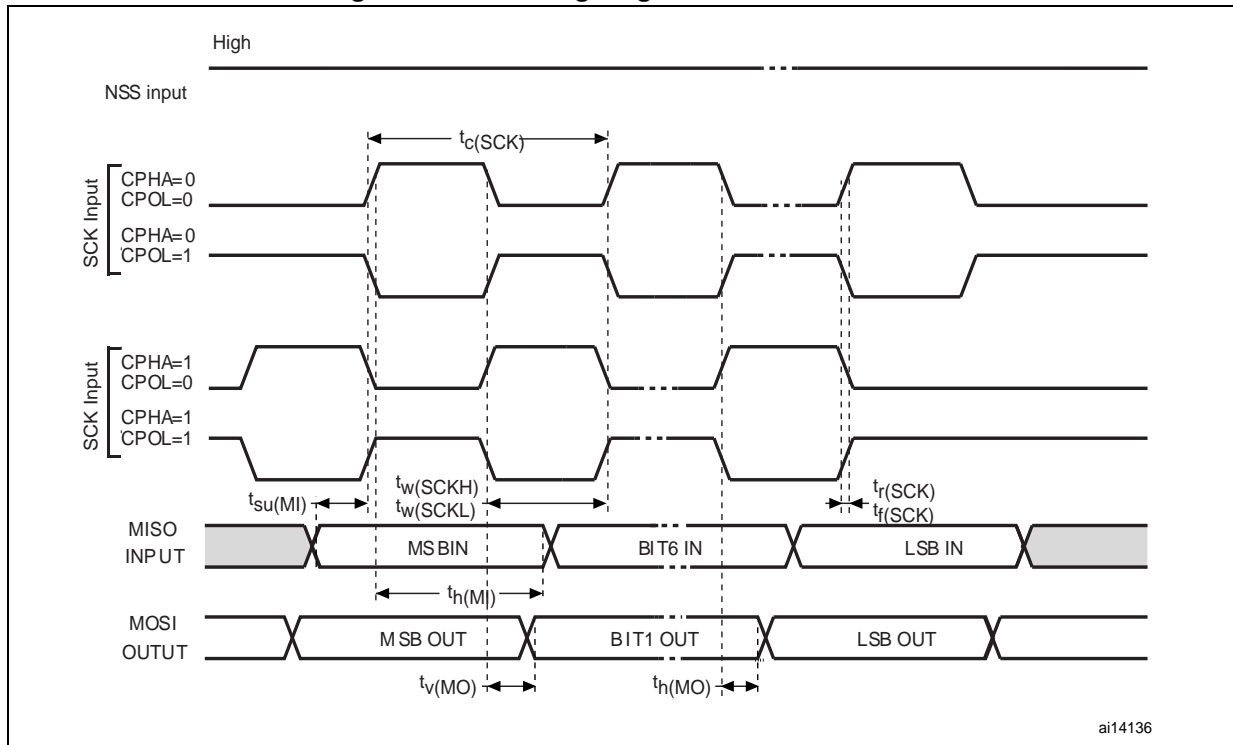 High
NSS input
tc(SCK)
SCK Input
CPHA=0
CPOL=0
CPHA=0
CPOL=1
SCK Input
CPHA=1
CPOL=0
CPHA=1
CPOL=1
tsu(MI)
tw(SCKH)
tw(SCKL)
tr(SCK)
tf(SCK)
MISO
INPUT
MSBIN
BIT6 IN
LSB IN
th(MI)
MOSI
OUTUT
MSB OUT
BIT1 OUT
LSB OUT
tv(MO)
th(MO)
ai14136